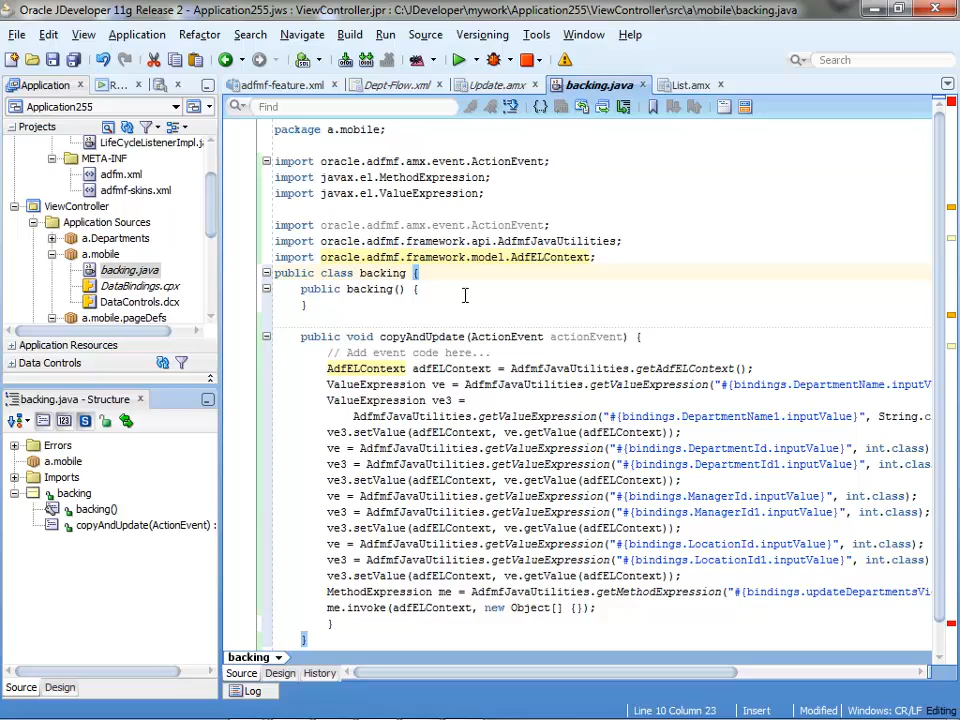 Oracle JDeveloper 11g Release 2 - Application255.jws : ViewController.jpr : C:\JDeveloper\mywork\Application255\ViewController\src\a\mobile\backing.java
File Edit View Application Refactor Search Navigate Build Run Source Versioning Tools Window Help
Search
Application R...
adfmf-feature.xml Dept-Flow.xml Update.amx backing.java List.amx
Application255
Find
Projects
LifeCycleListenerImpl.j
META-INF
adfm.xml
adfmf-skins.xml
ViewController
Application Sources
a.Departments
a.mobile
backing.java
DataBindings.cpx
DataControls.dcx
a.mobile.pageDefs
Application Resources
Data Controls
backing.java - Structure
Errors
a.mobile
Imports
backing
backing()
copyAndUpdate(ActionEvent) :
Source Design
package a.mobile;
import oracle.adfmf.amx.event.ActionEvent;
import javax.el.MethodExpression;
import javax.el.ValueExpression;
import oracle.adfmf.amx.event.ActionEvent;
import oracle.adfmf.framework.api.AdfmfJavaUtilities;
import oracle.adfmf.framework.model.AdfELContext;
public class backing {
public backing() {
}
public void copyAndUpdate(ActionEvent actionEvent) {
// Add event code here...
AdfELContext adfELContext = AdfmfJavaUtilities.getAdfELContext();
ValueExpression ve = AdfmfJavaUtilities.getValueExpression("#{bindings.DepartmentName.inputV
ValueExpression ve3 =
AdfmfJavaUtilities.getValueExpression("#{bindings.DepartmentName1.inputValue}", String.c
ve3.setValue(adfELContext, ve.getValue(adfELContext));
ve = AdfmfJavaUtilities.getValueExpression("#{bindings.DepartmentId.inputValue}", int.class)
ve3 = AdfmfJavaUtilities.getValueExpression("#{bindings.DepartmentId1.inputValue}", int.clas
ve3.setValue(adfELContext, ve.getValue(adfELContext));
ve = AdfmfJavaUtilities.getValueExpression("#{bindings.ManagerId.inputValue}", int.class);
ve3 = AdfmfJavaUtilities.getValueExpression("#{bindings.ManagerId1.inputValue}", int.class);
ve3.setValue(adfELContext, ve.getValue(adfELContext));
ve = AdfmfJavaUtilities.getValueExpression("#{bindings.LocationId.inputValue}", int.class);
ve3 = AdfmfJavaUtilities.getValueExpression("#{bindings.LocationId1.inputValue}", int.class)
ve3.setValue(adfELContext, ve.getValue(adfELContext));
MethodExpression me = AdfmfJavaUtilities.getMethodExpression("#{bindings.updateDepartmentsVi
me.invoke(adfELContext, new Object[] {});
}
}
backing
Source Design History
Log
Line 10 Column 23 Insert Modified Windows: CR/LF Editing